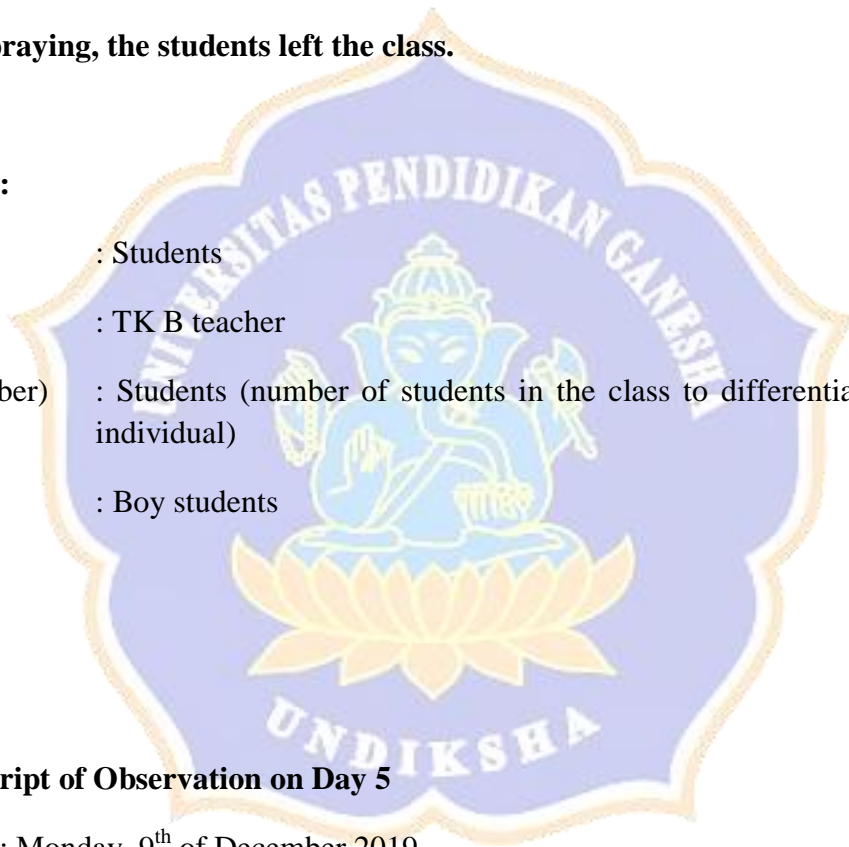 praying, the students left the class.
:
: Students
: TK B teacher
ber) : Students (number of students in the class to differentia
individual)
: Boy students
ript of Observation on Day 5
: Monday, 9th of December 2019
UNIVERSITAS PENDIDIKAN GANESHA
UNDIKSHA